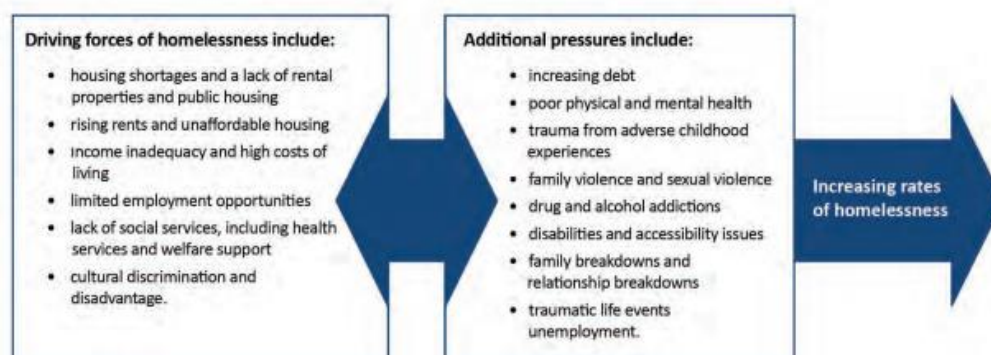 Driving forces of homelessness include:
• housing shortages and a lack of rental
properties and public housing
• rising rents and unaffordable housing
• income inadequacy and high costs of
living
• limited employment opportunities
• lack of social services, including health
services and welfare support
• cultural discrimination and
disadvantage.
Additional pressures include:
• increasing debt
• poor physical and mental health
• trauma from adverse childhood
experiences
• family violence and sexual violence
• drug and alcohol addictions
• disabilities and accessibility issues
• family breakdowns and
relationship breakdowns
• traumatic life events
unemployment.
Increasing rates
of homelessness